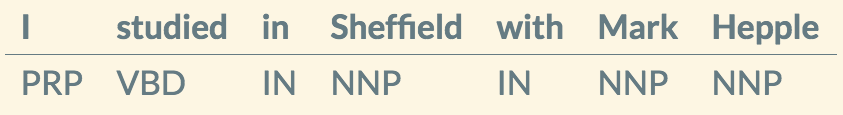 I studied in Sheffield with Mark Hepple
PRP VBD IN NNP IN NNP NNP